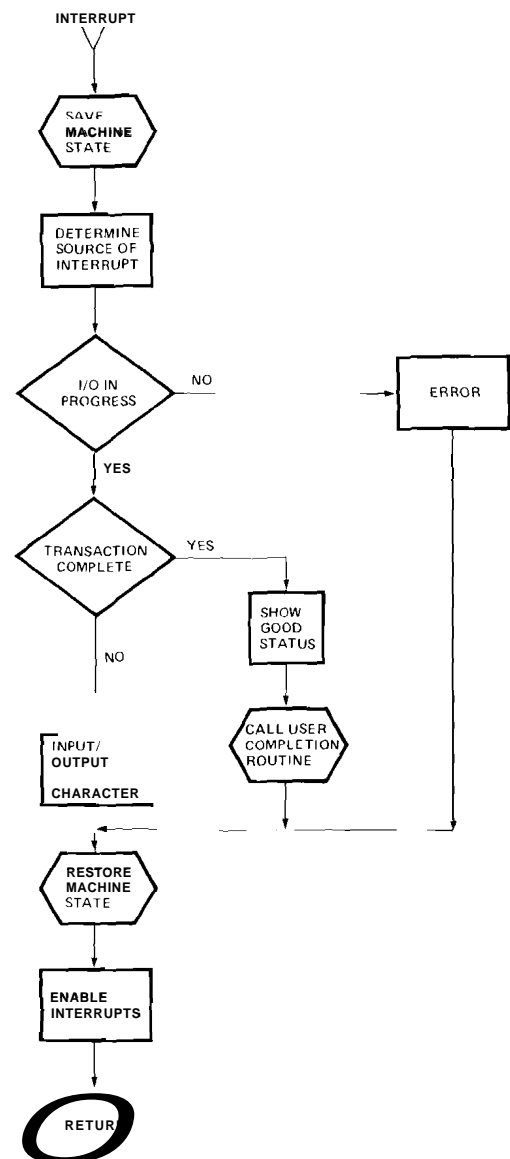 INTERRUPT
SAVE
MACHINE
STATE
DETERMINE
SOURCE OF
INTERRUPT
I/O IN
PROGRESS
NO
ERROR
YES
TRANSACTION
COMPLETE
YES
SHOW
GOOD
STATUS
NO
CALL USER
COMPLETION
ROUTINE
INPUT/
OUTPUT
CHARACTER
RESTORE
MACHINE
STATE
ENABLE
INTERRUPTS
RETUR